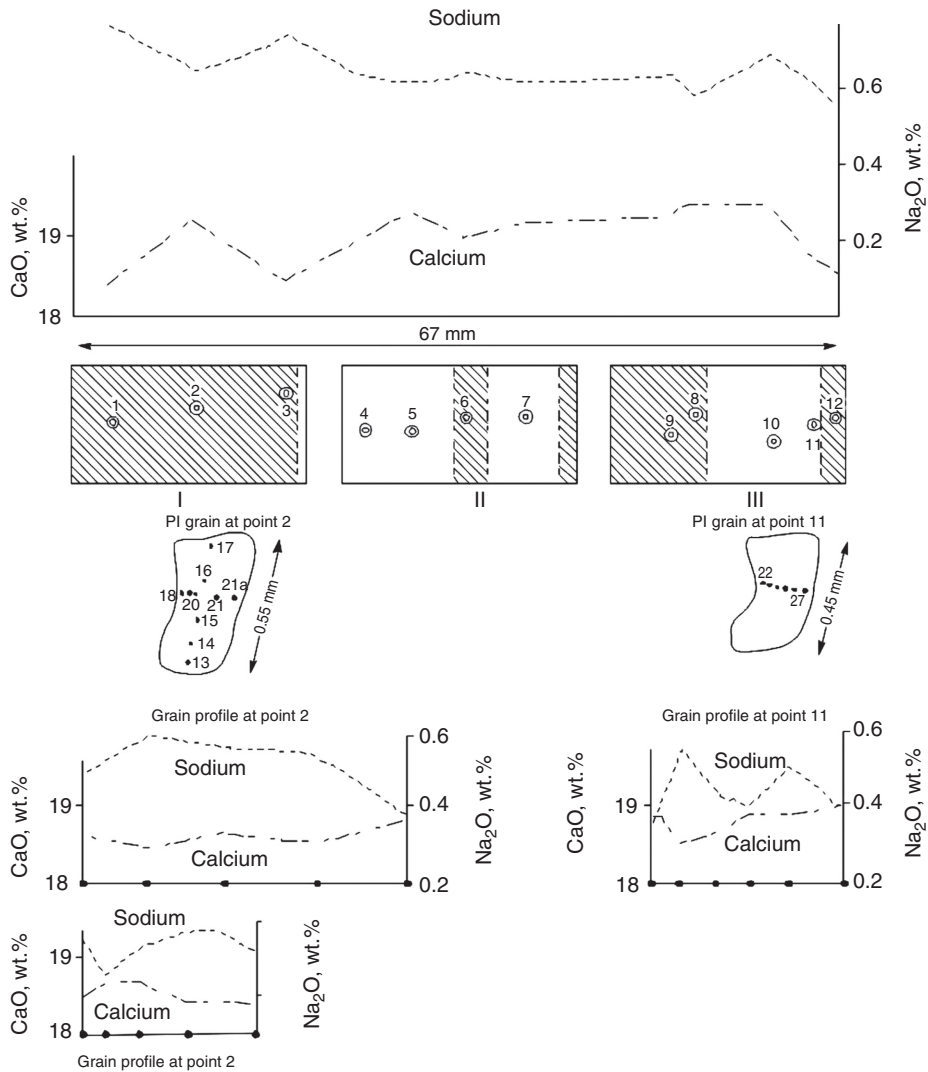 Sodium
0.6
0.4
0.2
Na2O, wt.%
CaO, wt.%
19
18
Calcium
67 mm
1
2
3
4
5
6
7
8
9
10
11
12
I
II
III
PI grain at point 2
17
16
18
20
21
21a
15
14
13
0.55 mm
PI grain at point 11
22
27
0.45 mm
Grain profile at point 2
0.6
0.4
0.2
Sodium
Calcium
19
18
CaO, wt.%
Na2O, wt.%
Grain profile at point 11
0.6
0.4
0.2
Sodium
Calcium
19
18
CaO, wt.%
Na2O, wt.%
Sodium
Calcium
19
18
CaO, wt.%
Na2O, wt.%
Grain profile at point 2